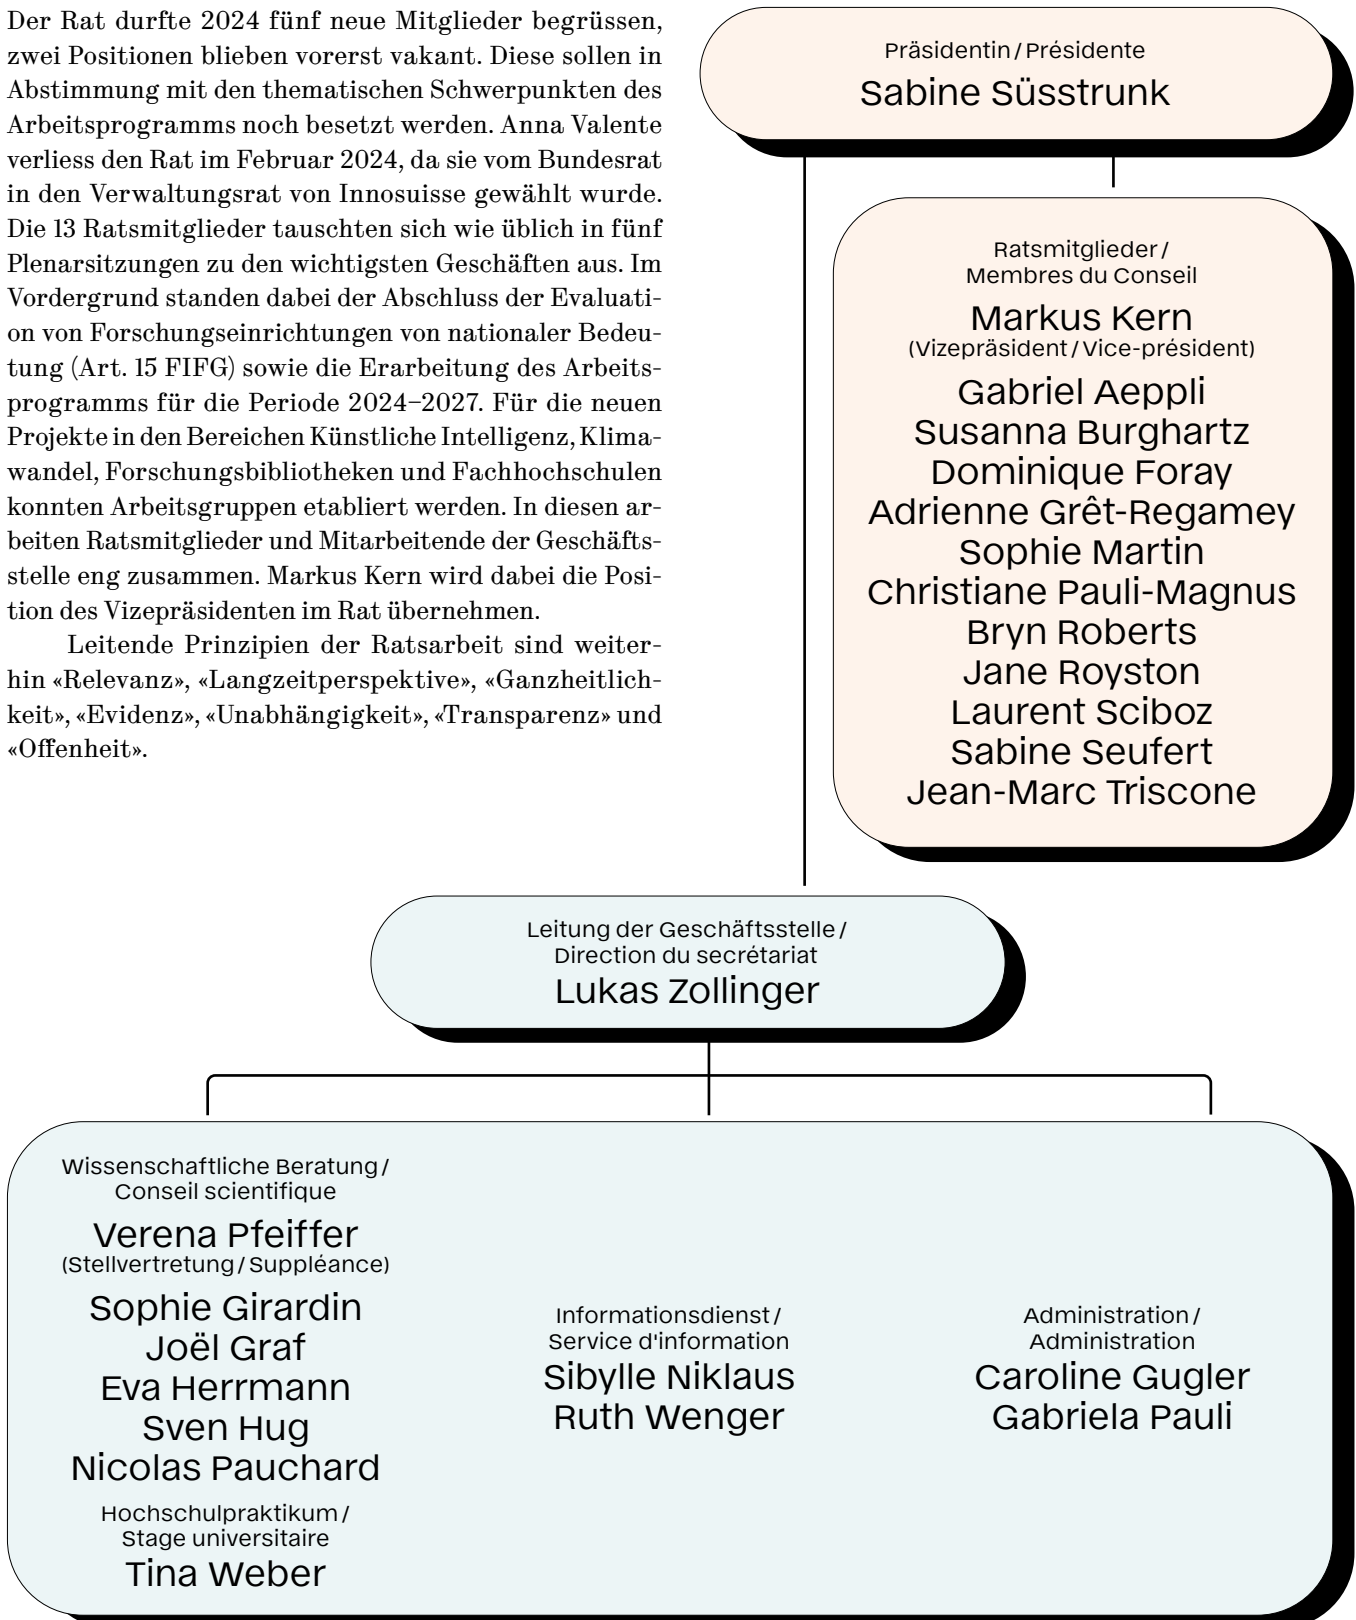 Der Rat durfte 2024 fünf neue Mitglieder begrüssen,
zwei Positionen blieben vorerst vakant. Diese sollen in
Abstimmung mit den thematischen Schwerpunkten des
Arbeitsprogramms noch besetzt werden. Anna Valente
verliess den Rat im Februar 2024, da sie vom Bundesrat
in den Verwaltungsrat von Innosuisse gewählt wurde.
Die 13 Ratsmitglieder tauschten sich wie üblich in fünf
Plenarsitzungen zu den wichtigsten Geschäften aus. Im
Vordergrund standen dabei der Abschluss der Evaluati-
on von Forschungseinrichtungen von nationaler Bedeu-
tung (Art. 15 FIFG) sowie die Erarbeitung des Arbeits-
programms für die Periode 2024–2027. Für die neuen
Projekte in den Bereichen Künstliche Intelligenz, Klima-
wandel, Forschungsbibliotheken und Fachhochschulen
konnten Arbeitsgruppen etabliert werden. In diesen ar-
beiten Ratsmitglieder und Mitarbeitende der Geschäfts-
stelle eng zusammen. Markus Kern wird dabei die Posi-
tion des Vizepräsidenten im Rat übernehmen.
Leitende Prinzipien der Ratsarbeit sind weiter-
hin «Relevanz», «Langzeitperspektive», «Ganzheitlich-
keit», «Evidenz», «Unabhängigkeit», «Transparenz» und
«Offenheit».
Präsidentin / Présidente
Sabine Süsstrunk
Ratsmitglieder /
Membres du Conseil
Markus Kern
(Vizepräsident / Vice-président)
Gabriel Aeppli
Susanna Burghartz
Dominique Foray
Adrienne Grêt-Regamey
Sophie Martin
Christiane Pauli-Magnus
Bryn Roberts
Jane Royston
Laurent Sciboz
Sabine Seufert
Jean-Marc Triscone
Leitung der Geschäftsstelle /
Direction du secrétariat
Lukas Zollinger
Wissenschaftliche Beratung /
Conseil scientifique
Verena Pfeiffer
(Stellvertretung / Suppléance)
Sophie Girardin
Joël Graf
Eva Herrmann
Sven Hug
Nicolas Pauchard
Hochschulpraktikum /
Stage universitaire
Tina Weber
Informationsdienst /
Service d'information
Sibylle Niklaus
Ruth Wenger
Administration /
Administration
Caroline Gugler
Gabriela Pauli